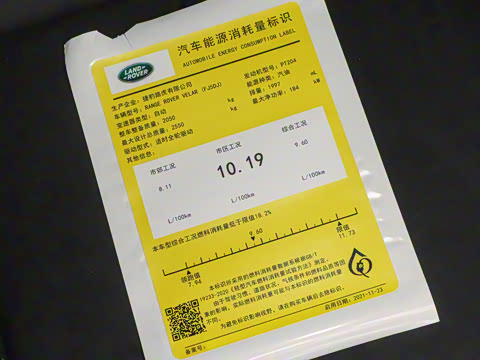 LAND ROVER
汽车能源消耗量标识
AUTOMOBILE ENERGY CONSUMPTION LABEL
生产企业：捷豹路虎有限公司
车辆型号：RANGE ROVER VELAR (FJSDJ)
变速器类型：自动
整车整备质量：2050 kg
最大设计总质量：2550 kg
驱动型式：适时全轮驱动
其他信息：
发动机型号：PT204
能源种类：汽油
排量：1997 mL
最大净功率：184 kW
市郊工况
8.11
L/100km
市区工况
10.19
L/100km
综合工况
9.60
L/100km
本车型综合工况燃料消耗量低于限值18.2%
9.60
领跑值
7.94
限值
11.73
本标识所采用的燃料消耗量数据系根据GB/T
19233-2020《轻型汽车燃料消耗量试验方法》测定。
由于驾驶习惯、道路状况、气候条件和燃料品质等因
素的影响，实际燃料消耗量可能与本标识的燃料消耗量
不同。
为避免标识影响视野，请在购买车辆后去除标识。
启用日期：2021-11-23
备案号：